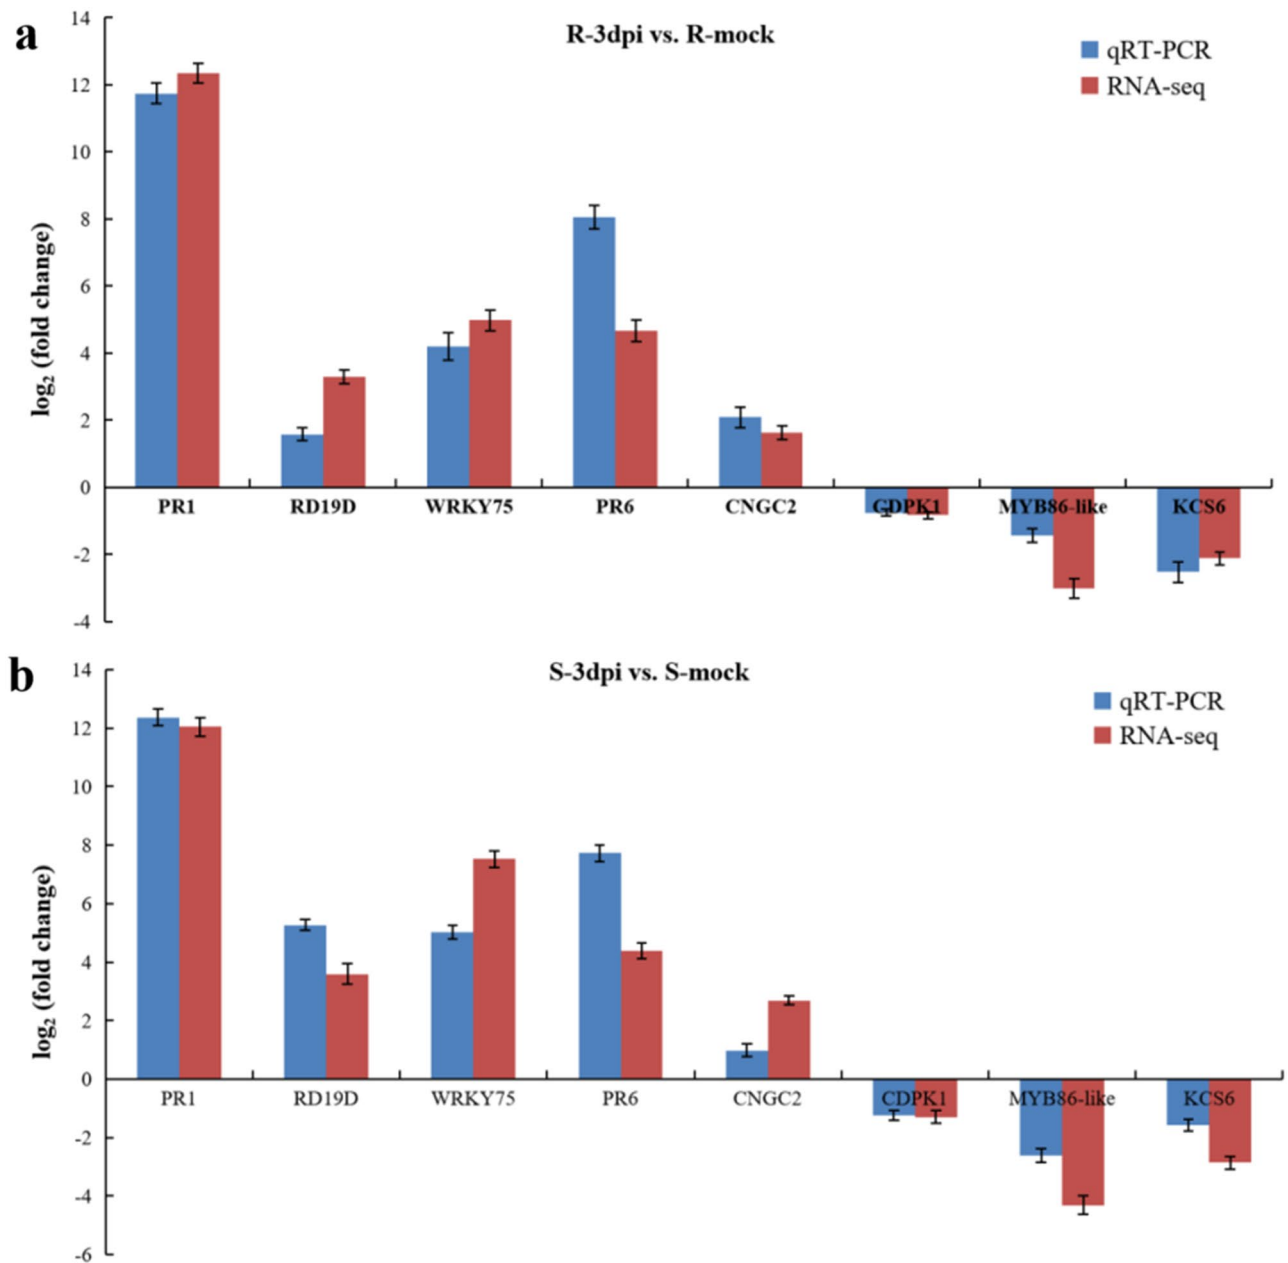 a
R-3dpi vs. R-mock
qRT-PCR
RNA-seq
log₂ (fold change)
14
12
10
8
6
4
2
0
-2
-4
PR1 RD19D WRKY75 PR6 CNGC2 CDPK1 MYB86-like KCS6
b
S-3dpi vs. S-mock
qRT-PCR
RNA-seq
log₂ (fold change)
14
12
10
8
6
4
2
0
-2
-4
-6
PR1 RD19D WRKY75 PR6 CNGC2 CDPK1 MYB86-like KCS6